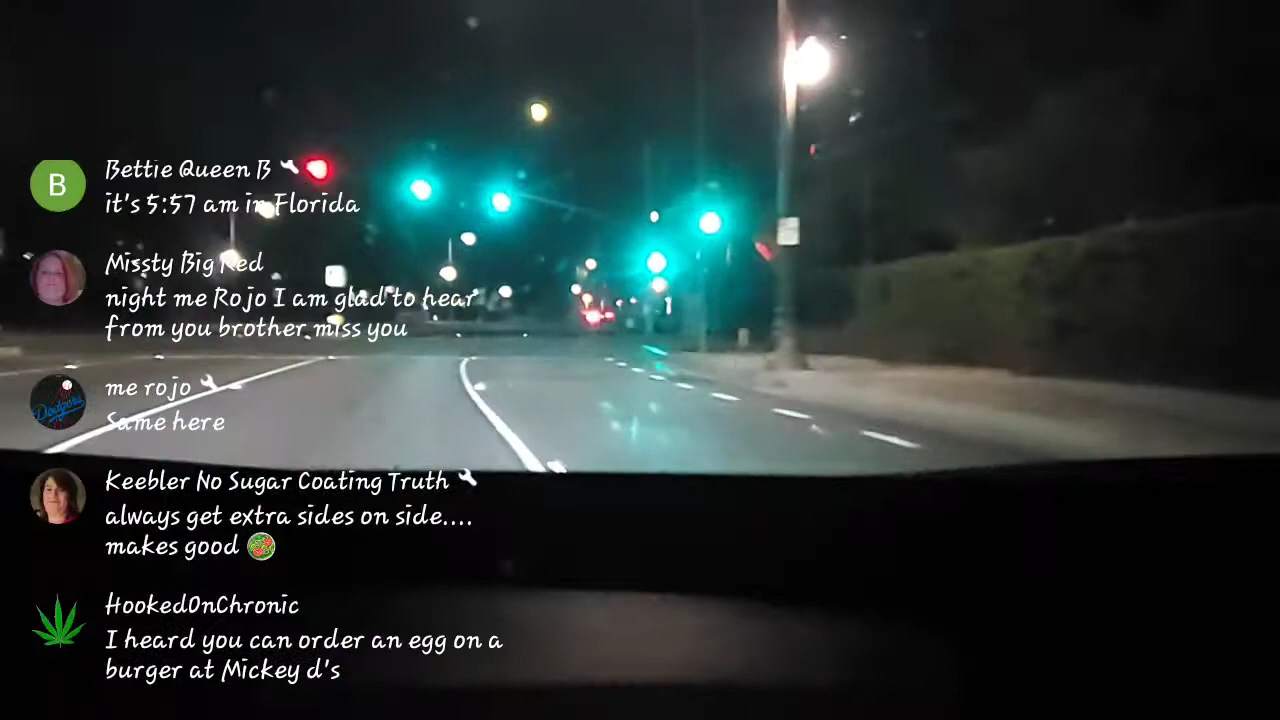 B
Bettie Queen B
it's 5:57 am in Florida
Missty Big Red
night me Rojo I am glad to hear
from you brother miss you
Dodgers
me rojo
Same here
Keebler No Sugar Coating Truth
always get extra sides on side....
makes good
HookedOnChronic
I heard you can order an egg on a
burger at Mickey d's